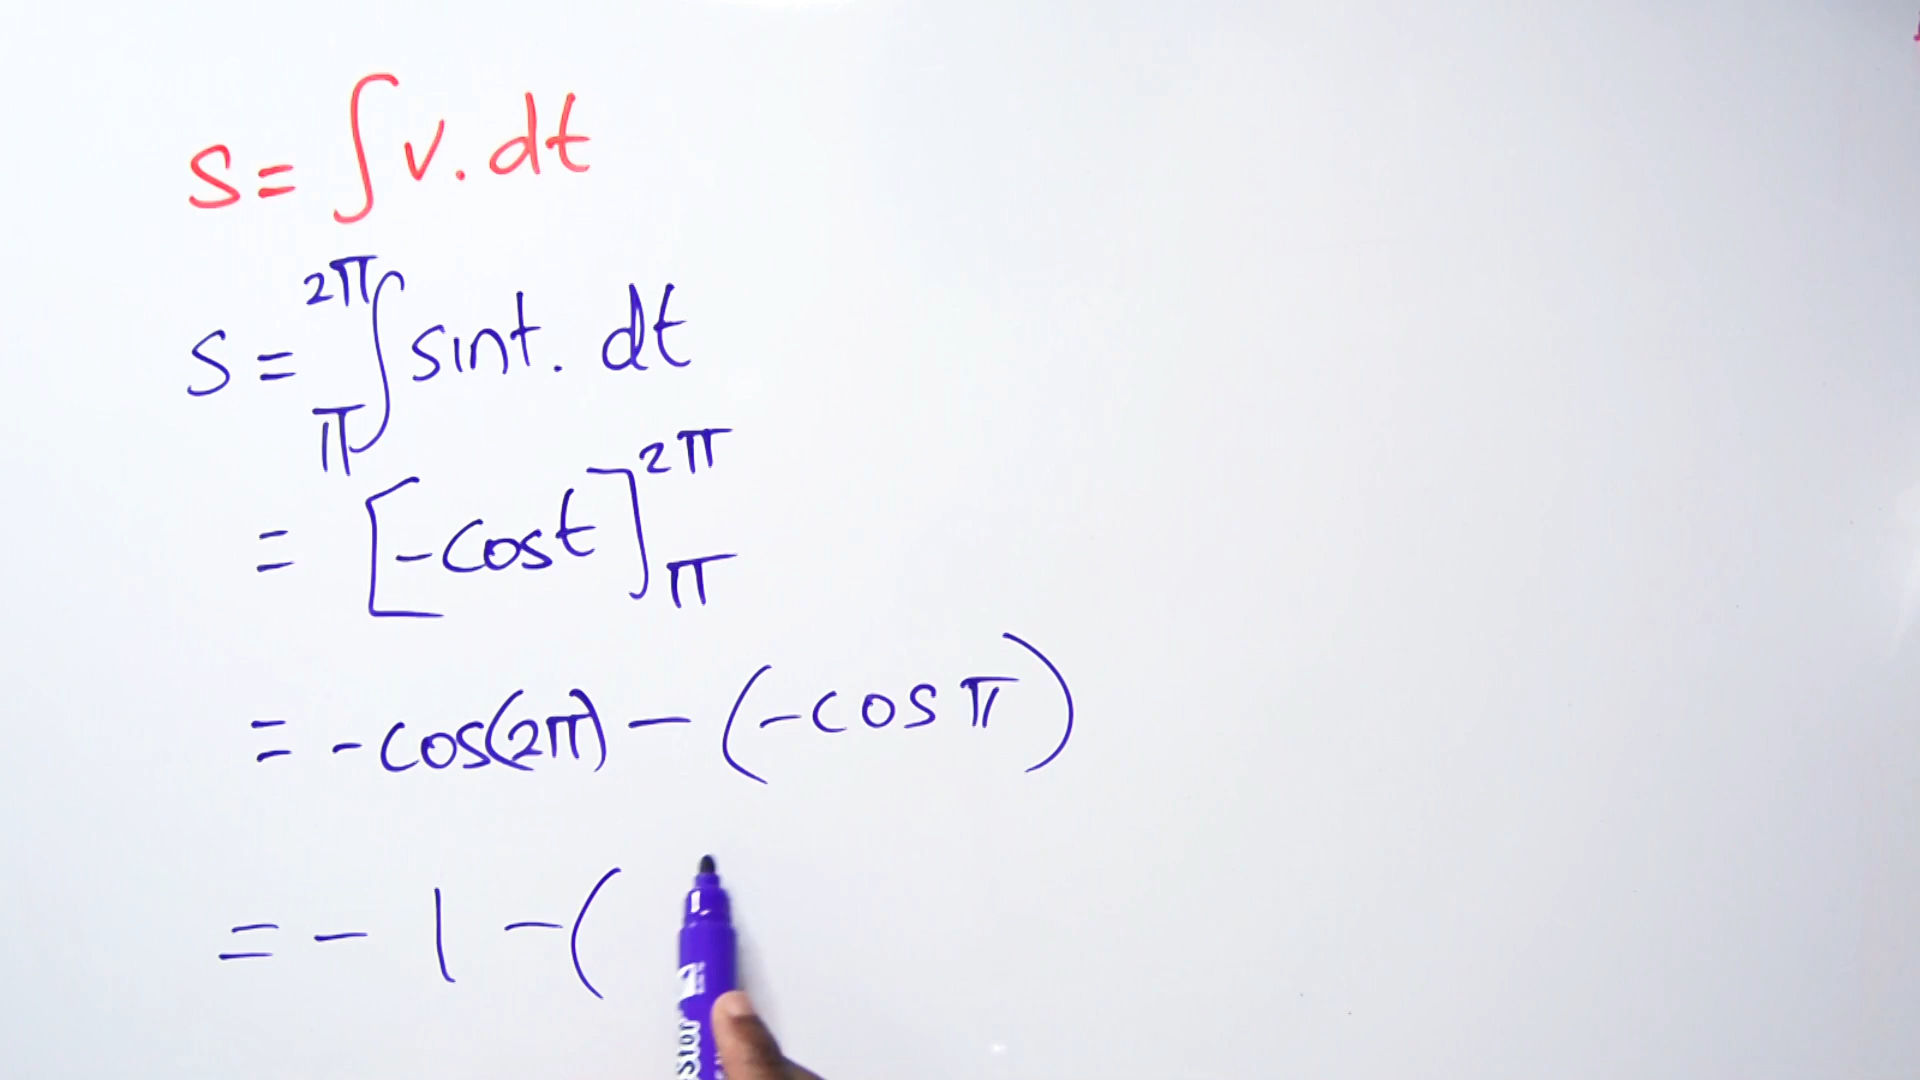 s = ∫ v. dt
s = ∫_π^{2π} sint. dt
= [-cost]_π^{2π}
= -cos(2π) - (-cos π)
= - 1 - (